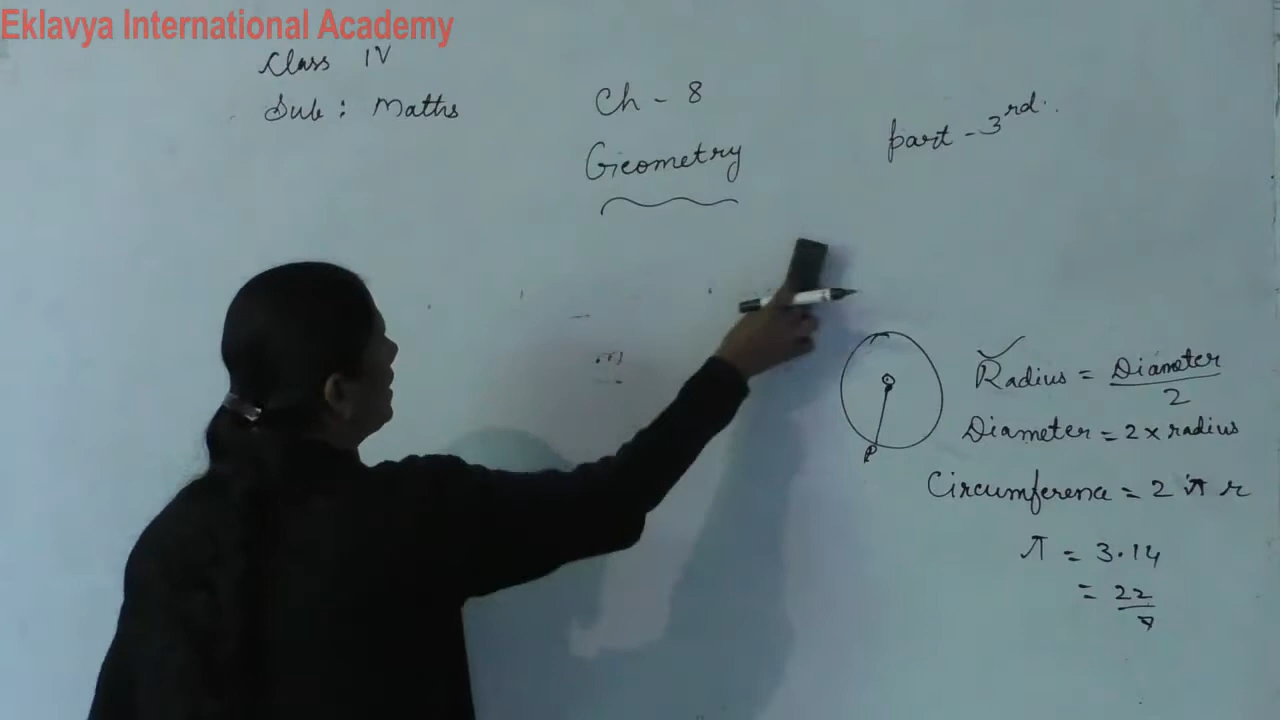 Eklavya International Academy
Class IV
Sub : Maths
Ch - 8
Geometry
part - 3rd.
Radius = Diameter / 2
Diameter = 2 x radius
Circumference = 2 π r
π = 3.14
= 22 / 7
P